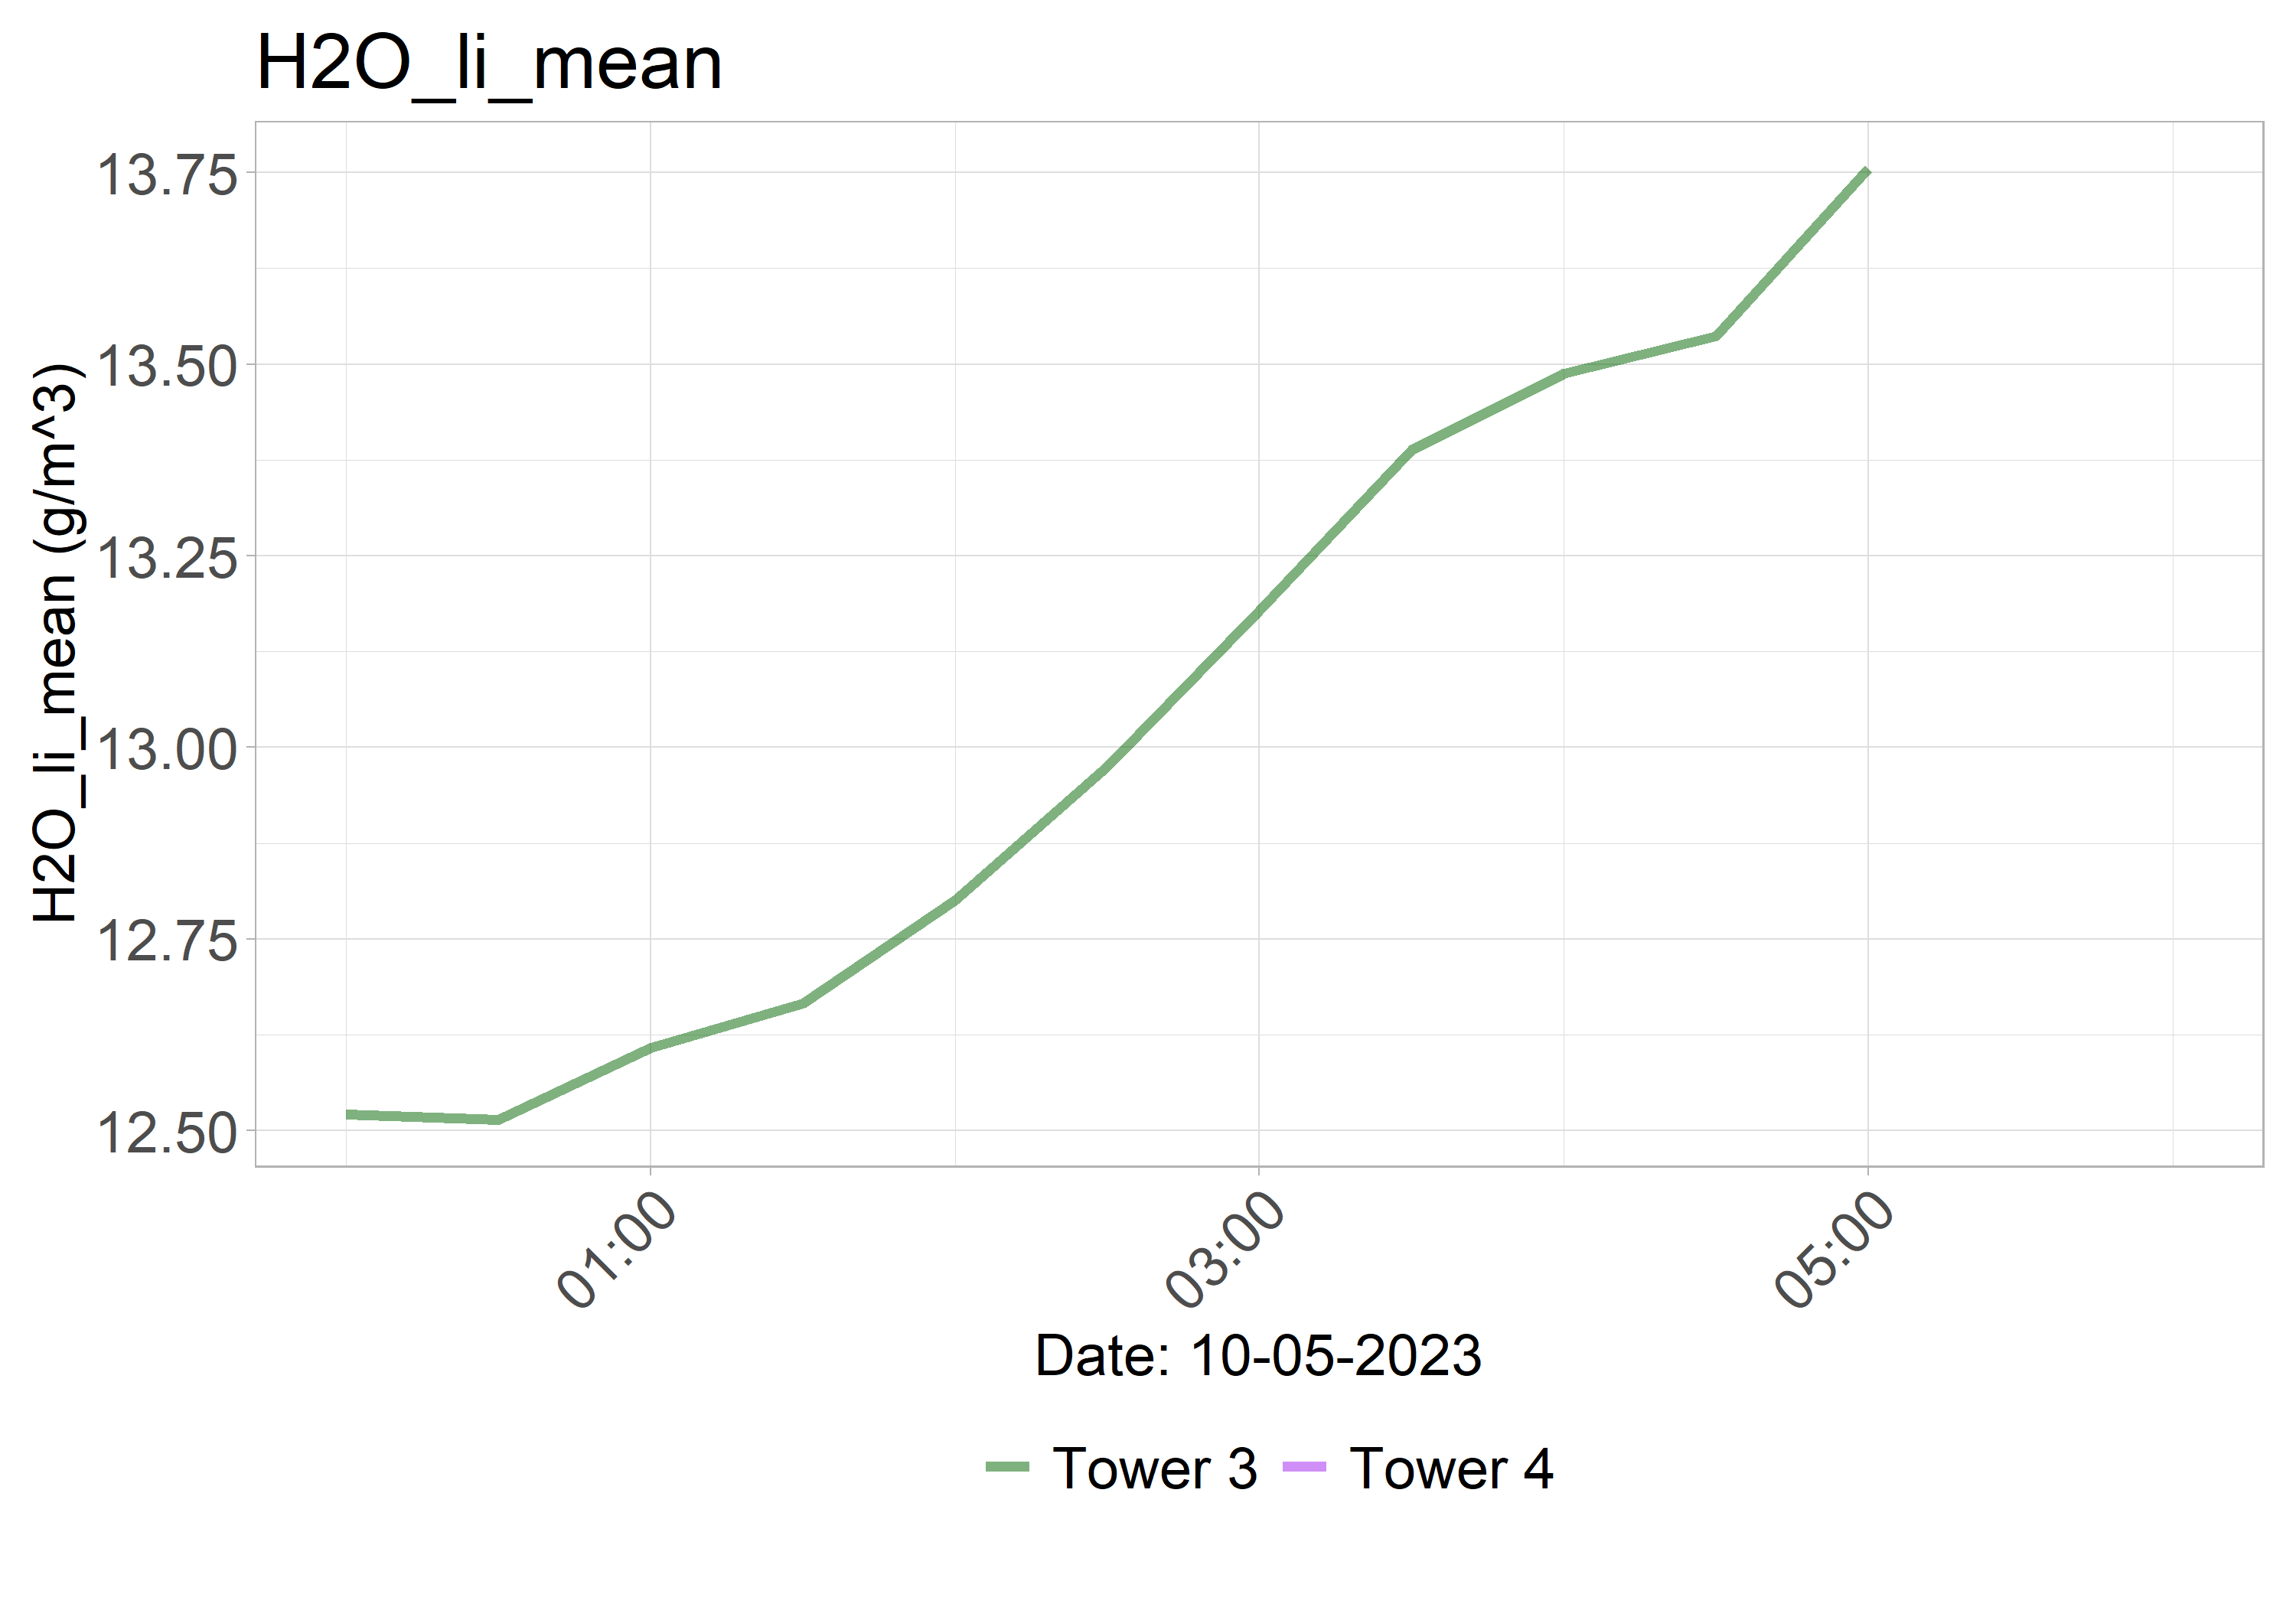 H2O_li_mean
H2O_li_mean (g/m^3)
13.75
13.50
13.25
13.00
12.75
12.50
01:00 03:00 05:00
Date: 10-05-2023
Tower 3 Tower 4